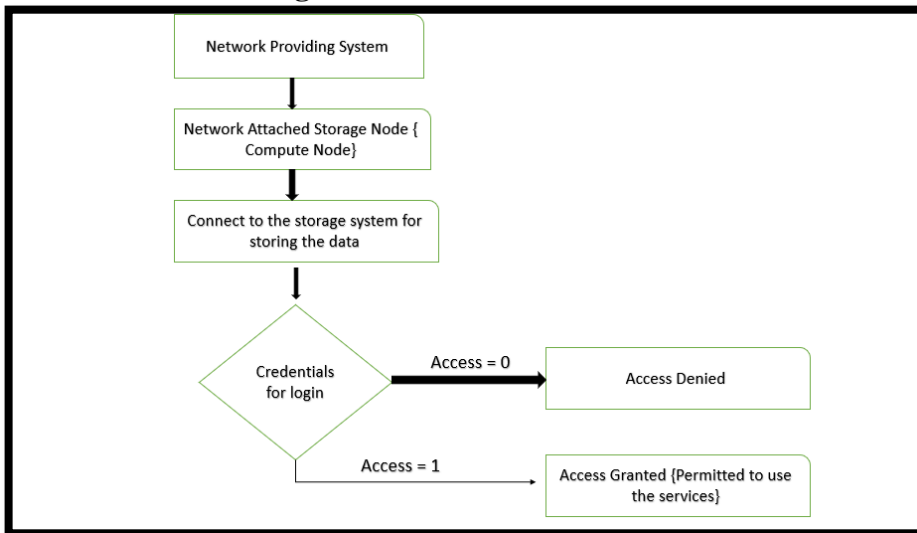 Network Providing System
Network Attached Storage Node {
Compute Node}
Connect to the storage system for
storing the data
Credentials
for login
Access = 0
Access Denied
Access = 1
Access Granted {Permitted to use
the services}